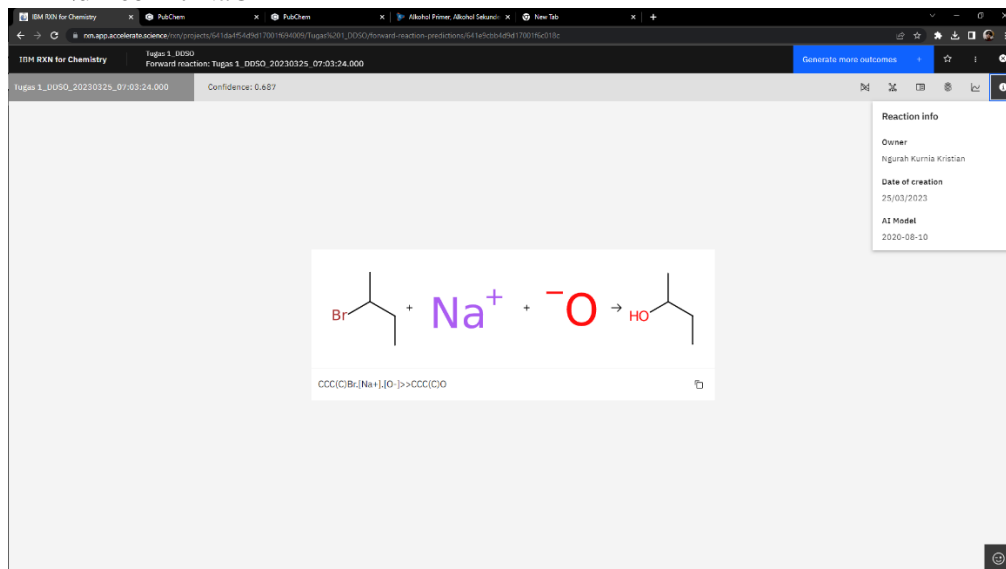 IBM RXN for Chemistry
PubChem
PubChem
Alkohol Primer, Alkohol Sekunde
New Tab
rxn.app.accelerate.science/rxn/projects/641da4f54d9d17001f694009/Tugas%201_DDSO/forward-reaction-predictions/641e9cbb4d9d17001f6c018c
IBM RXN for Chemistry
Tugas 1_DDSO
Forward reaction: Tugas 1_DDSO_20230325_07:03:24.000
Generate more outcomes +
Tugas 1_DDSO_20230325_07:03:24.000
Confidence: 0.687
Reaction info
Owner
Ngurah Kurnia Kristian
Date of creation
25/03/2023
AI Model
2020-08-10
Br + Na+ + -O → HO
CCC(C)Br.[Na+].[O-]>>CCC(C)O